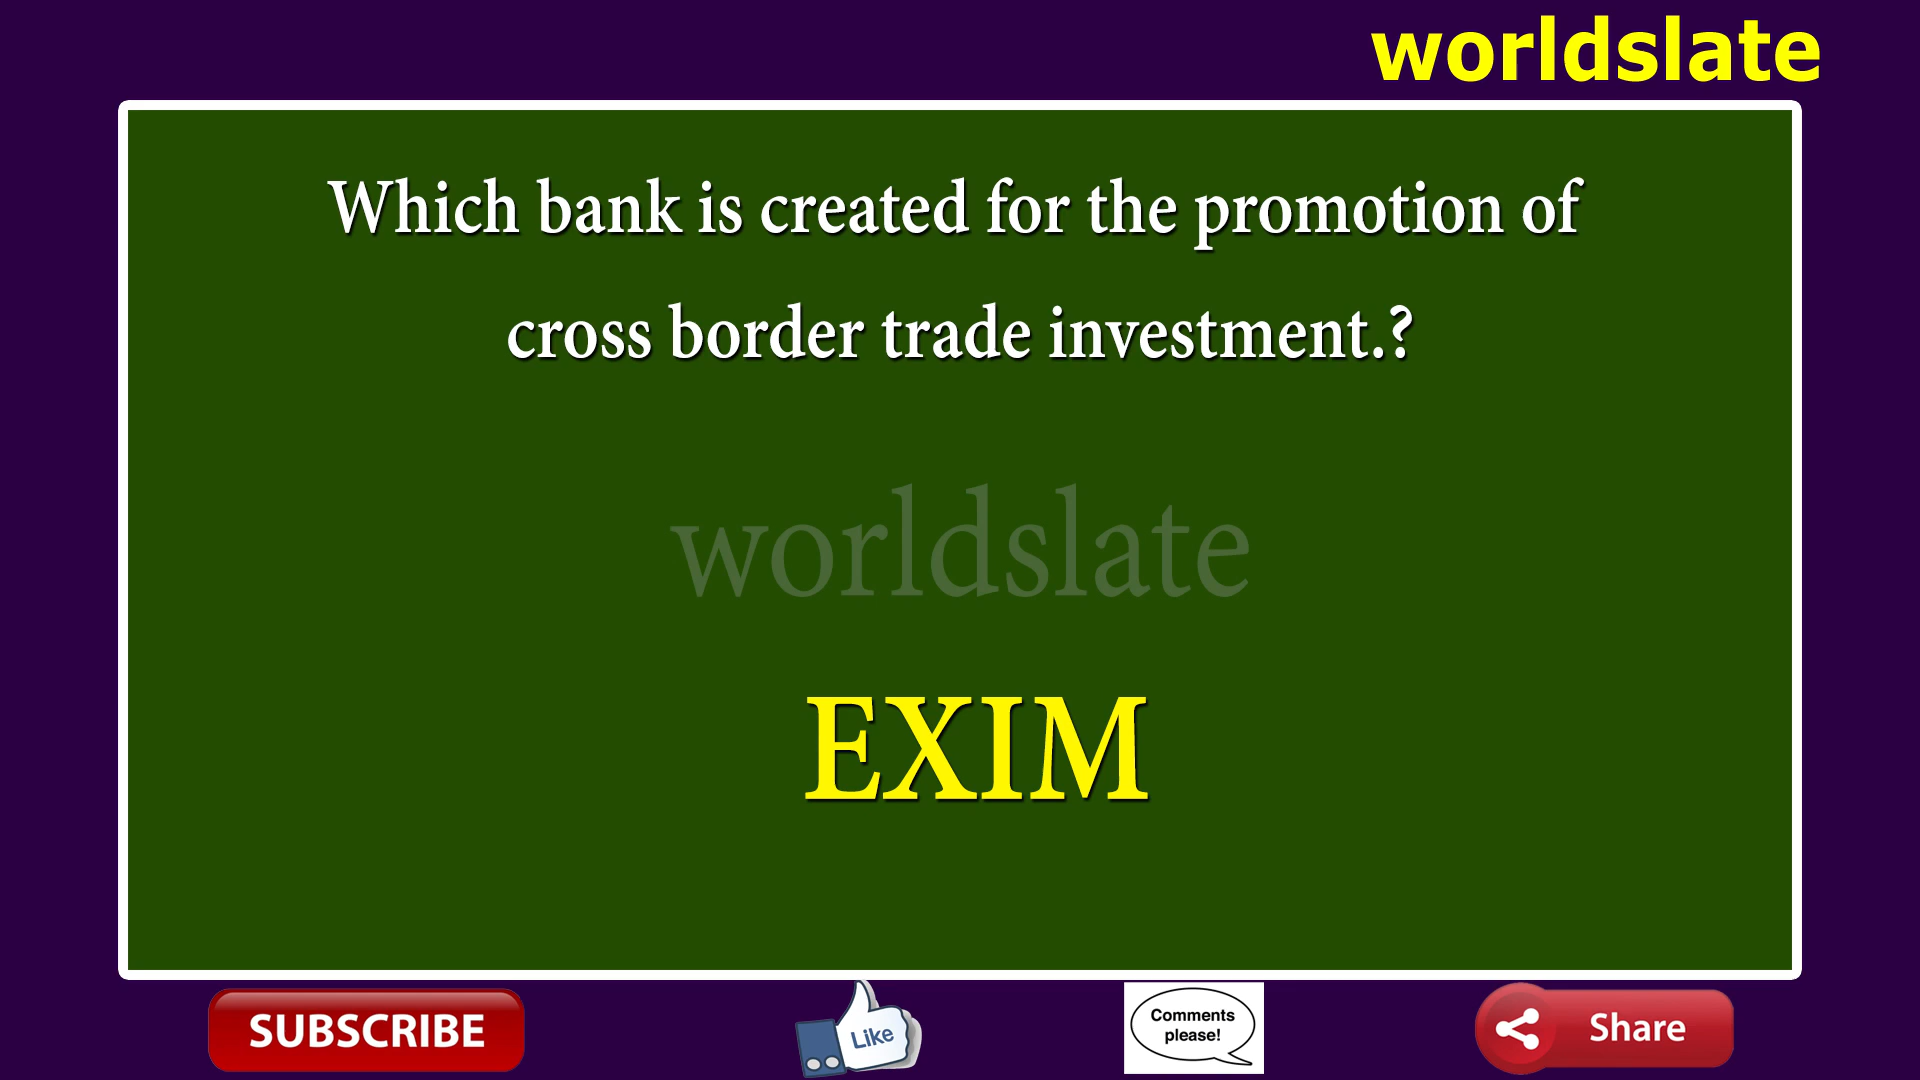 worldslate
Which bank is created for the promotion of
cross border trade investment.?
worldslate
EXIM
SUBSCRIBE
Like
Comments
please!
Share